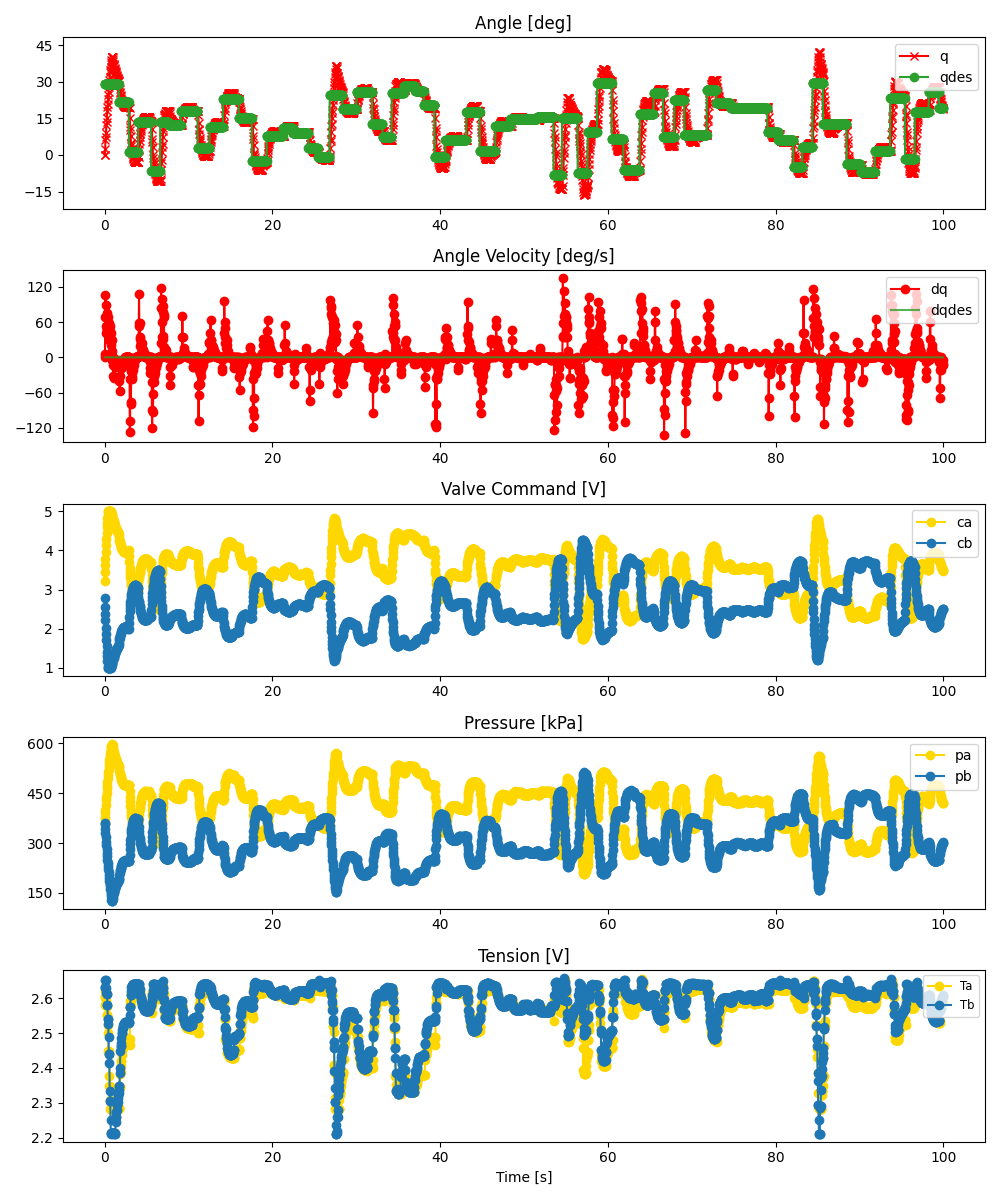 Angle [deg]
45
30
15
0
−15
q
qdes
0 20 40 60 80 100
Angle Velocity [deg/s]
120
60
0
−60
−120
dq
dqdes
0 20 40 60 80 100
Valve Command [V]
5
4
3
2
1
ca
cb
0 20 40 60 80 100
Pressure [kPa]
600
450
300
150
pa
pb
0 20 40 60 80 100
Tension [V]
2.6
2.5
2.4
2.3
2.2
Ta
Tb
0 20 40 60 80 100
Time [s]